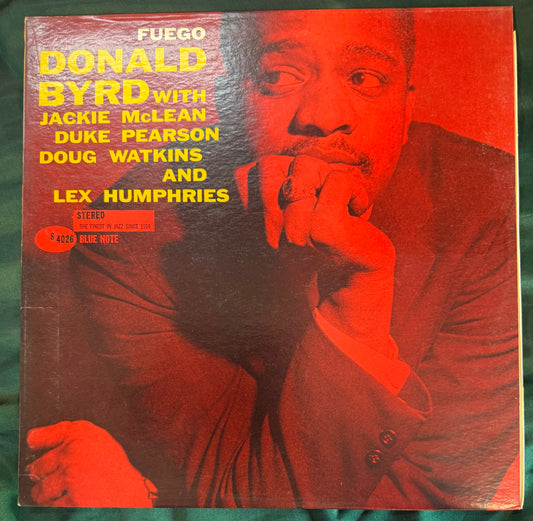 FUEGO
DONALD
BYRD WITH
JACKIE McLEAN
DUKE PEARSON
DOUG WATKINS
AND
LEX HUMPHRIES
STEREO
THE FINEST IN JAZZ SINCE 1939
S 4026 BLUE NOTE